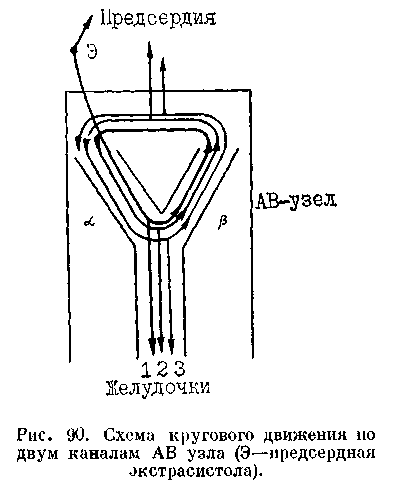 Предсердия
Э
α
β
АВ-узел
1 2 3
Желудочки
Рис. 90. Схема кругового движения по
двум каналам АВ узла (Э—предсердная
экстрасистола).